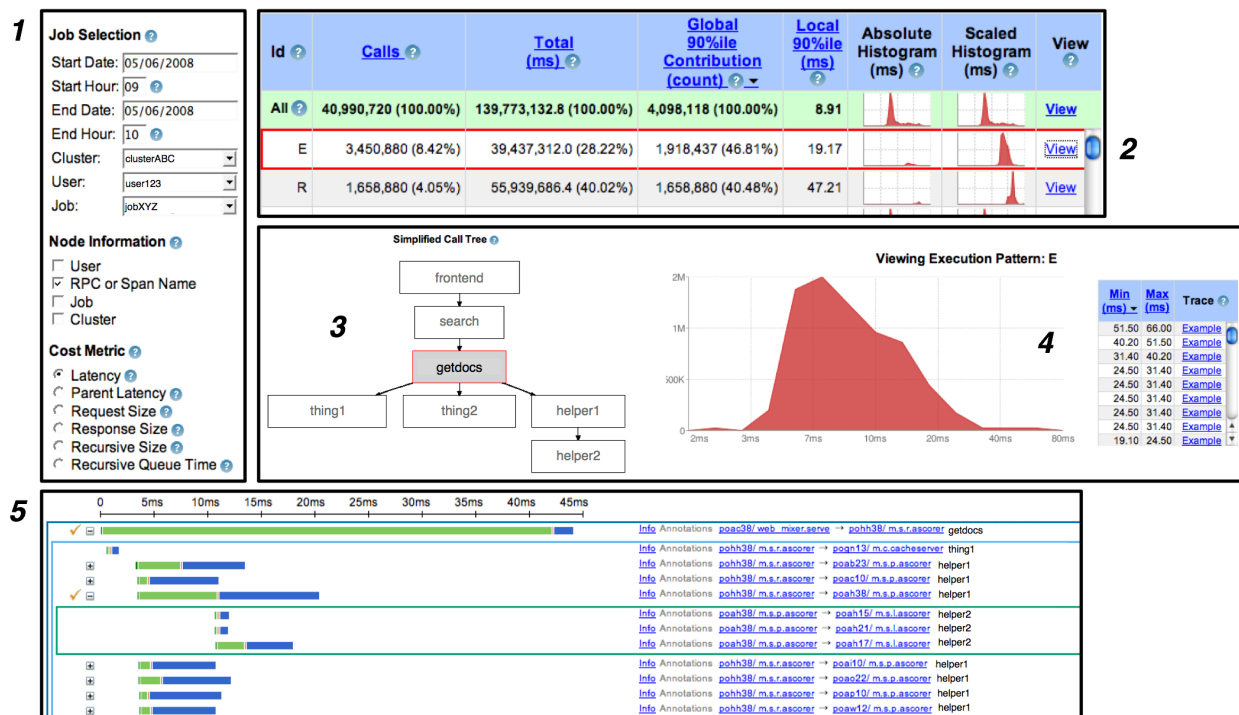 1
Job Selection ?
Start Date: 05/06/2008
Start Hour: 09 ?
End Date: 05/06/2008
End Hour: 10 ?
Cluster: clusterABC
User: user123
Job: jobXYZ
Node Information ?
User
RPC or Span Name
Job
Cluster
Cost Metric ?
Latency ?
Parent Latency ?
Request Size ?
Response Size ?
Recursive Size ?
Recursive Queue Time ?
2
Id ? Calls ? Total (ms) ? Global 90%ile Contribution (count) ? Local 90%ile (ms) ? Absolute Histogram (ms) ? Scaled Histogram (ms) ? View ?
All ? 40,990,720 (100.00%) 139,773,132.8 (100.00%) 4,098,118 (100.00%) 8.91 View
E 3,450,880 (8.42%) 39,437,312.0 (28.22%) 1,918,437 (46.81%) 19.17 View
R 1,658,880 (4.05%) 55,939,686.4 (40.02%) 1,658,880 (40.48%) 47.21 View
3
Simplified Call Tree ?
frontend
search
getdocs
thing1 thing2 helper1
helper2
4
Viewing Execution Pattern: E
2M
1M
500K
0
2ms 3ms 7ms 10ms 20ms 40ms 80ms
Min (ms) Max (ms) Trace ?
51.50 66.00 Example
40.20 51.50 Example
31.40 40.20 Example
24.50 31.40 Example
24.50 31.40 Example
24.50 31.40 Example
24.50 31.40 Example
24.50 31.40 Example
19.10 24.50 Example
5
0 5ms 10ms 15ms 20ms 25ms 30ms 35ms 40ms 45ms
Info Annotations poac38/ web_mixer.serve → pohh38/ m.s.r.ascorer getdocs
Info Annotations pohh38/ m.s.r.ascorer → pogn13/ m.c.cacheserver thing1
Info Annotations pohh38/ m.s.r.ascorer → poab23/ m.s.p.ascorer helper1
Info Annotations pohh38/ m.s.r.ascorer → poac10/ m.s.p.ascorer helper1
Info Annotations pohh38/ m.s.r.ascorer → poah38/ m.s.p.ascorer helper1
Info Annotations poah38/ m.s.p.ascorer → poah15/ m.s.l.ascorer helper2
Info Annotations poah38/ m.s.p.ascorer → poah21/ m.s.l.ascorer helper2
Info Annotations poah38/ m.s.p.ascorer → poah17/ m.s.l.ascorer helper2
Info Annotations pohh38/ m.s.r.ascorer → poai10/ m.s.p.ascorer helper1
Info Annotations pohh38/ m.s.r.ascorer → poao22/ m.s.p.ascorer helper1
Info Annotations pohh38/ m.s.r.ascorer → poap10/ m.s.p.ascorer helper1
Info Annotations pohh38/ m.s.r.ascorer → poaw12/ m.s.p.ascorer helper1